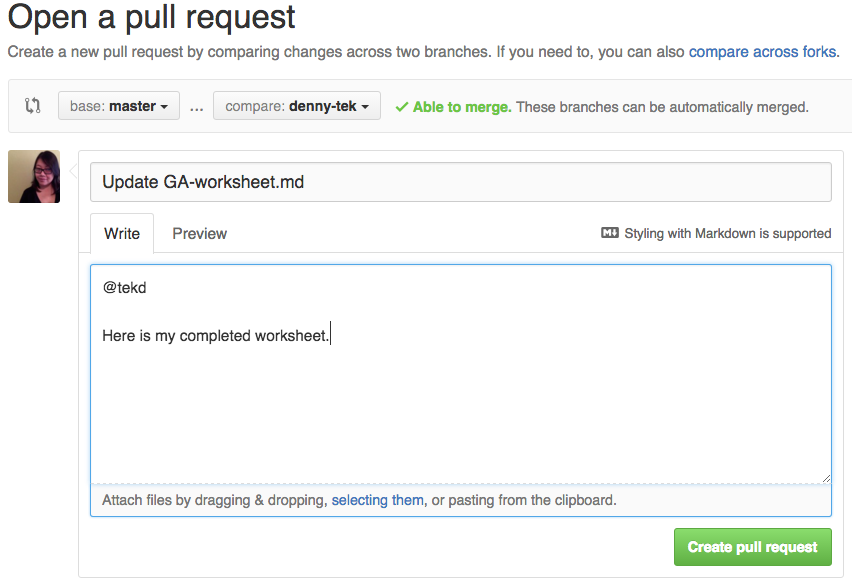 Open a pull request
Create a new pull request by comparing changes across two branches. If you need to, you can also compare across forks.
base: master ... compare: denny-tek Able to merge. These branches can be automatically merged.
Update GA-worksheet.md
Write Preview M↓ Styling with Markdown is supported
@tekd
Here is my completed worksheet.
Attach files by dragging & dropping, selecting them, or pasting from the clipboard.
Create pull request